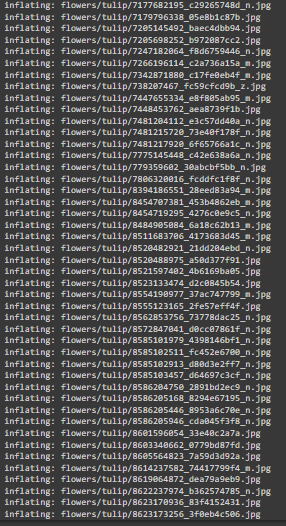 inflating: flowers/tulip/7177682195_c29265748d_n.jpg
inflating: flowers/tulip/7179796338_05e8b1c87b.jpg
inflating: flowers/tulip/7205145492_baec4dbb94.jpg
inflating: flowers/tulip/7205698252_b972087cc2.jpg
inflating: flowers/tulip/7247182064_f8d6759446_n.jpg
inflating: flowers/tulip/7266196114_c2a736a15a_m.jpg
inflating: flowers/tulip/7342871880_c17fe0eb4f_m.jpg
inflating: flowers/tulip/738207467_fc59cfcd9b_z.jpg
inflating: flowers/tulip/7447655334_e8f805ab95_m.jpg
inflating: flowers/tulip/7448453762_aea8739f1b.jpg
inflating: flowers/tulip/7481204112_e3c57dd40a_n.jpg
inflating: flowers/tulip/7481215720_73e40f178f_n.jpg
inflating: flowers/tulip/7481217920_6f65766a1c_n.jpg
inflating: flowers/tulip/7775145448_c42e638a6a_n.jpg
inflating: flowers/tulip/779359602_30abcbf5bb_n.jpg
inflating: flowers/tulip/7806320016_fcddfc1f8f_n.jpg
inflating: flowers/tulip/8394186551_28eed83a94_m.jpg
inflating: flowers/tulip/8454707381_453b4862eb_m.jpg
inflating: flowers/tulip/8454719295_4276c0e9c5_n.jpg
inflating: flowers/tulip/8484905084_6a18c62b13_m.jpg
inflating: flowers/tulip/8511683706_4173683d45_m.jpg
inflating: flowers/tulip/8520482921_21dd204ebd_n.jpg
inflating: flowers/tulip/8520488975_a50d377f91.jpg
inflating: flowers/tulip/8521597402_4b6169ba05.jpg
inflating: flowers/tulip/8523133474_d2c0845b54.jpg
inflating: flowers/tulip/8554190977_37ac747799_m.jpg
inflating: flowers/tulip/8555123165_2fe57eff4f.jpg
inflating: flowers/tulip/8562853756_73778dac25_n.jpg
inflating: flowers/tulip/8572847041_d0cc07861f_n.jpg
inflating: flowers/tulip/8585101979_4398146bf1_n.jpg
inflating: flowers/tulip/8585102511_fc452e6700_n.jpg
inflating: flowers/tulip/8585102913_d80d3e2ff7_n.jpg
inflating: flowers/tulip/8585103457_d64697c3cf_n.jpg
inflating: flowers/tulip/8586204750_2891bd2ec9_n.jpg
inflating: flowers/tulip/8586205168_8294e67195_n.jpg
inflating: flowers/tulip/8586205446_8953a6c70e_n.jpg
inflating: flowers/tulip/8586205946_cda045f3f8_n.jpg
inflating: flowers/tulip/8601596054_33e40c2a7a.jpg
inflating: flowers/tulip/8603340662_0779bd87fd.jpg
inflating: flowers/tulip/8605564823_7a59d3d92a.jpg
inflating: flowers/tulip/8614237582_74417799f4_m.jpg
inflating: flowers/tulip/8619064872_dea79a9eb9.jpg
inflating: flowers/tulip/8622237974_b362574785_n.jpg
inflating: flowers/tulip/8623170936_83f4152431.jpg
inflating: flowers/tulip/8623173256_3f0eb4c506.jpg